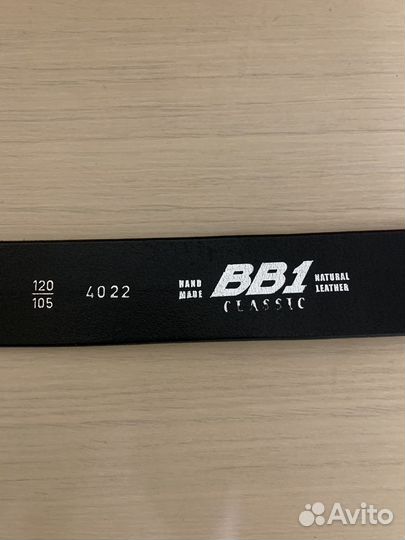 120
105
4022
HAND
MADE
BB1
CLASSIC
NATURAL
LEATHER
Avito